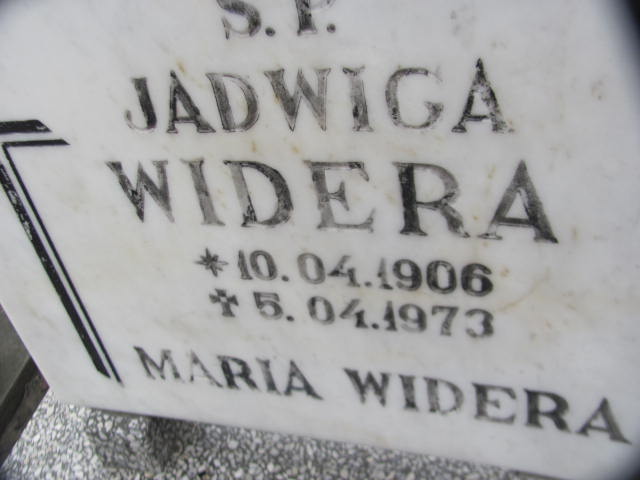 Ś.P.
JADWIGA
WIDERA
* 10.04.1906
✝ 5.04.1973
MARIA WIDERA